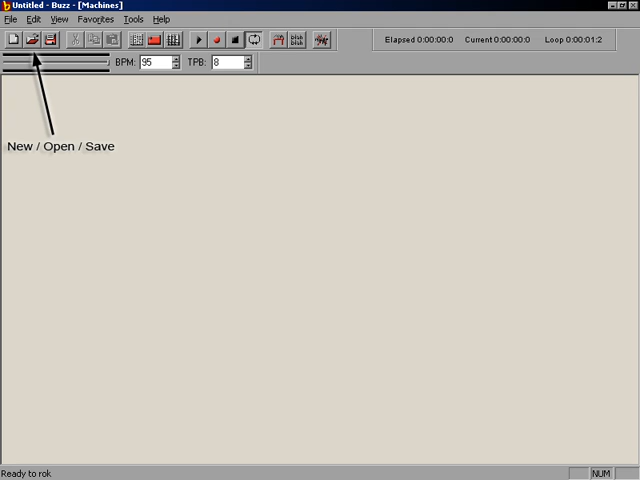 Untitled - Buzz - [Machines]
File Edit View Favorites Tools Help
Elapsed 0:00:00:0 Current 0:00:00:0 Loop 0:00:01:2
BPM: 95 TPB: 8
New / Open / Save
Ready to rok NUM